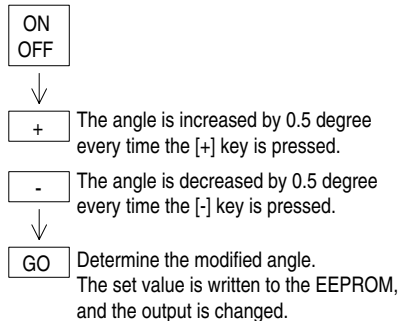 ON
OFF
+ The angle is increased by 0.5 degree
every time the [+] key is pressed.
- The angle is decreased by 0.5 degree
every time the [-] key is pressed.
GO Determine the modified angle.
The set value is written to the EEPROM,
and the output is changed.